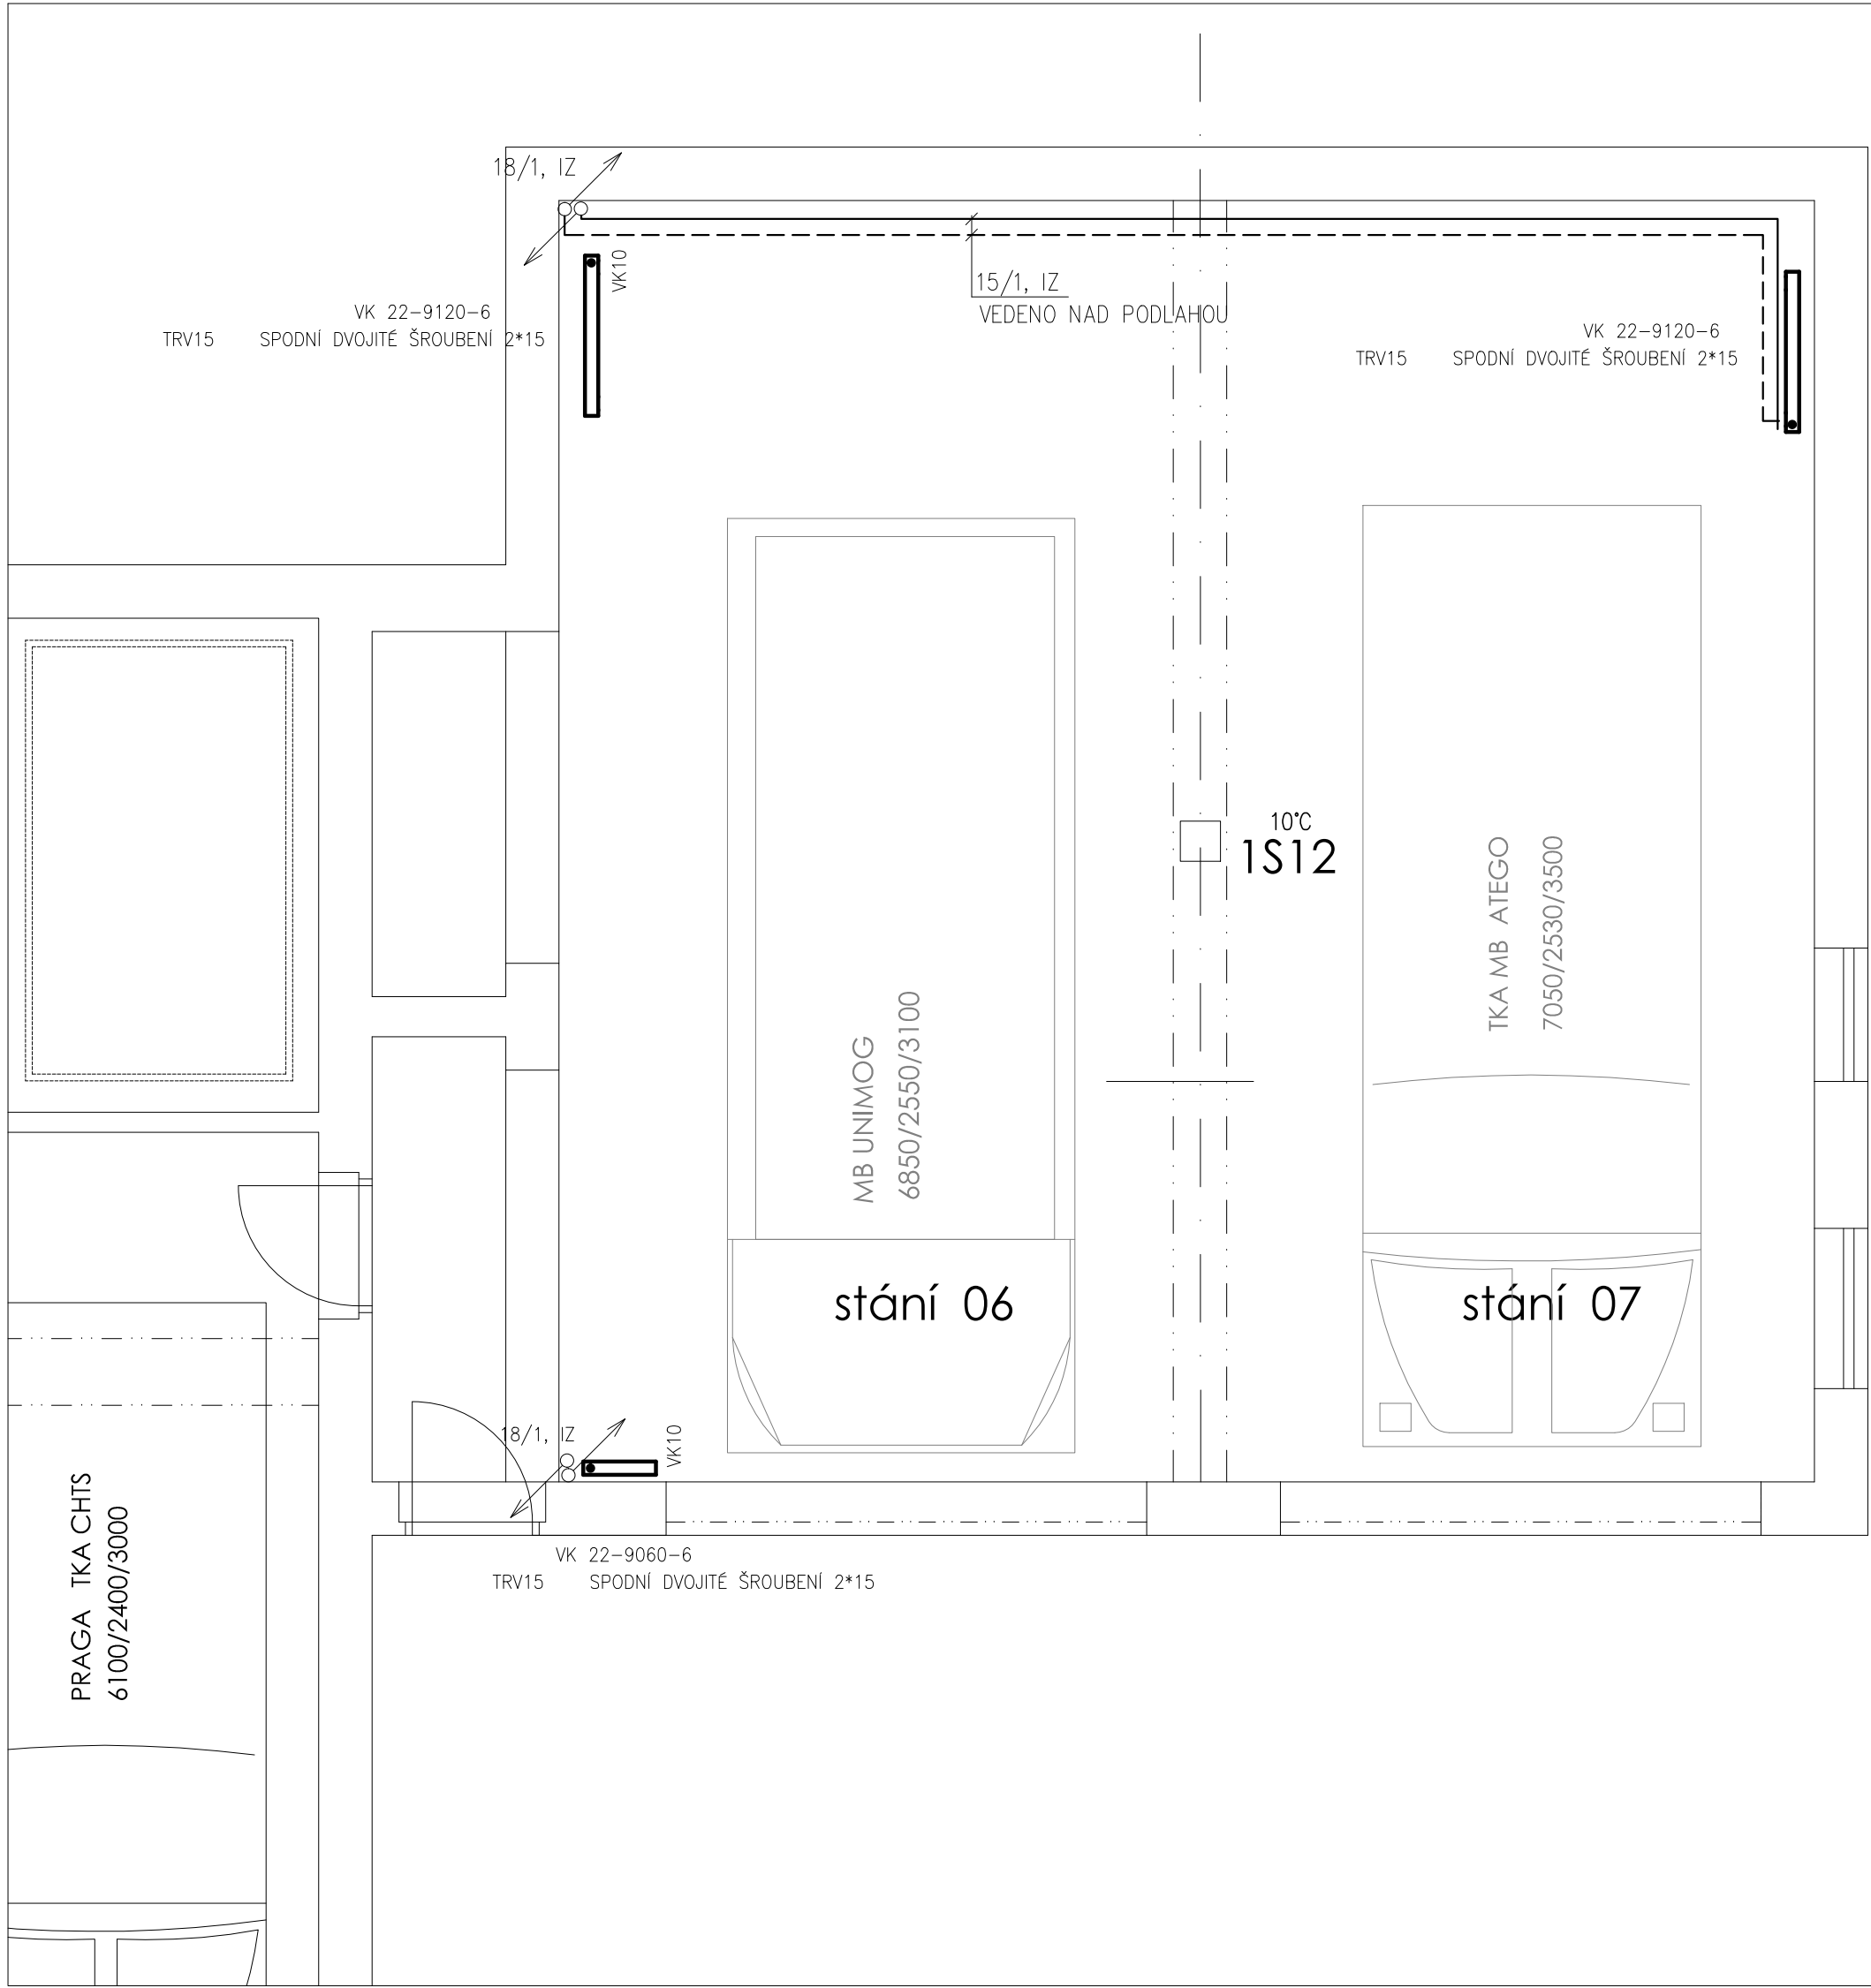 18/1, IZ
VK10
15/1, IZ
VEDENO NAD PODLAHOU
VK 22-9120-6
TRV15 SPODNÍ DVOJITÉ ŠROUBENÍ 2*15
VK 22-9120-6
TRV15 SPODNÍ DVOJITÉ ŠROUBENÍ 2*15
10°C
1S12
MB UNIMOG
6850/2550/3100
TKA MB ATEGO
7050/2530/3500
stání 06
stání 07
18/1, IZ
VK10
PRAGA TKA CHTS
6100/2400/3000
VK 22-9060-6
TRV15 SPODNÍ DVOJITÉ ŠROUBENÍ 2*15